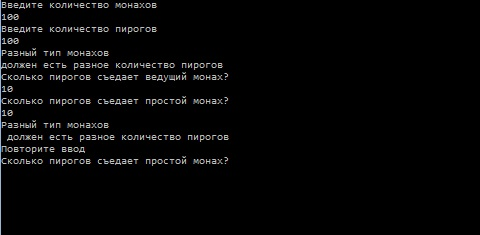 Введите количество монахов
100
Введите количество пирогов
100
Разный тип монахов
должен есть разное количество пирогов
Сколько пирогов съедает ведущий монах?
10
Сколько пирогов съедает простой монах?
10
Разный тип монахов
должен есть разное количество пирогов
Повторите ввод
Сколько пирогов съедает простой монах?